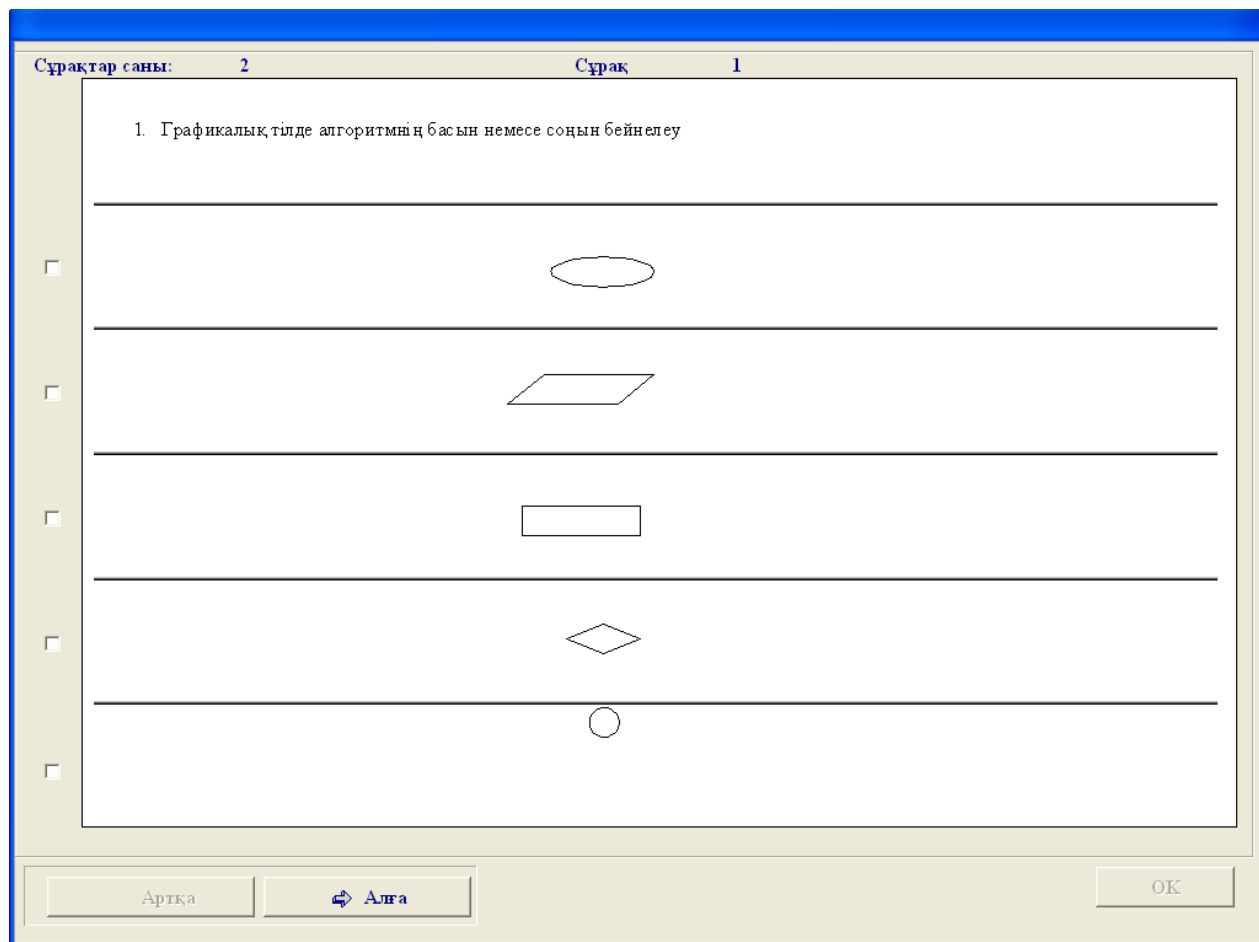 Сұрақтар саны: 2 Сұрақ 1
1. Графикалық тілде алгоритмнің басын немесе соңын бейнелеу
Артқа
Алға
OK